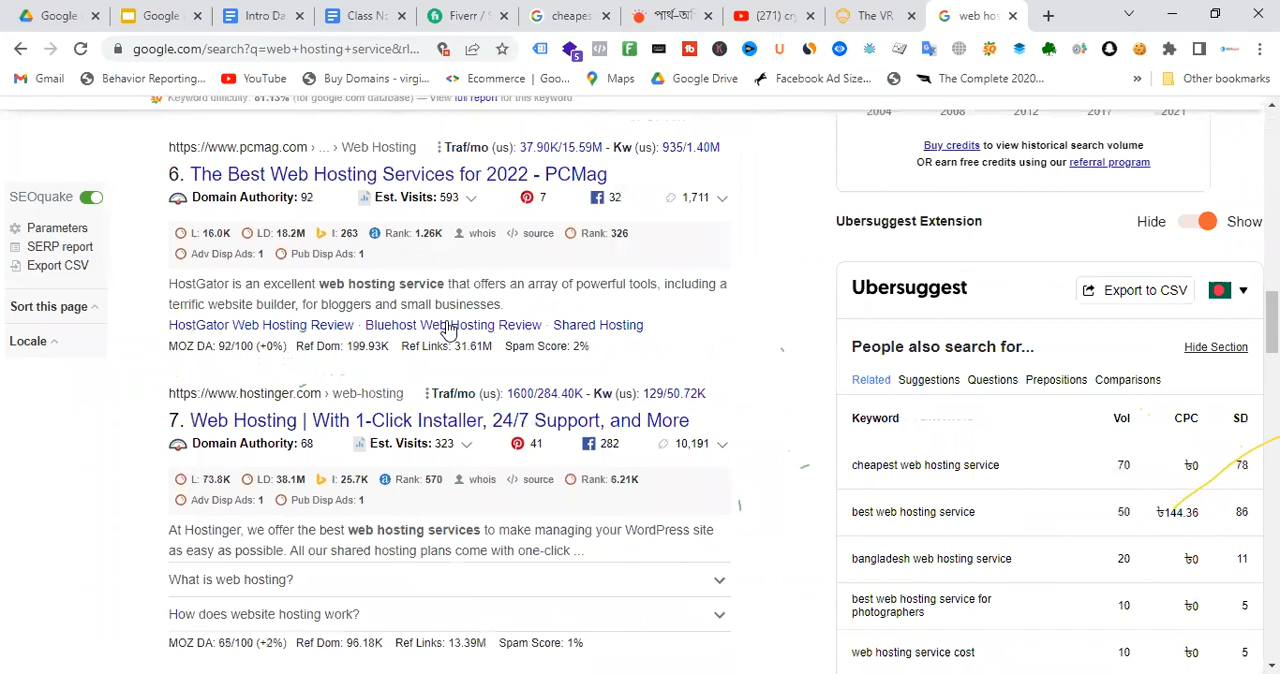 Google
Google
Intro Da
Class No
Fiverr / S
cheapes
পার্থ-আ
(271) cry
The VR
web hos
google.com/search?q=web+hosting+service&rl...
Gmail
Behavior Reporting...
YouTube
Buy Domains - virgi...
Ecommerce | Goo...
Maps
Google Drive
Facebook Ad Size...
The Complete 2020...
»
Other bookmarks
Keyword difficulty: 81.13% (for google.com database) — View full report for this keyword
https://www.pcmag.com › ... › Web Hosting
Traf/mo (us): 37.90K/15.59M - Kw (us): 935/1.40M
6. The Best Web Hosting Services for 2022 - PCMag
Domain Authority: 92 Est. Visits: 593 7 32 1,711
L: 16.0K LD: 18.2M I: 263 Rank: 1.26K whois source Rank: 326
Adv Disp Ads: 1 Pub Disp Ads: 1
HostGator is an excellent web hosting service that offers an array of powerful tools, including a
terrific website builder, for bloggers and small businesses.
HostGator Web Hosting Review · Bluehost Web Hosting Review · Shared Hosting
MOZ DA: 92/100 (+0%) Ref Dom: 199.93K Ref Links: 31.61M Spam Score: 2%
https://www.hostinger.com › web-hosting
Traf/mo (us): 1600/284.40K - Kw (us): 129/50.72K
7. Web Hosting | With 1-Click Installer, 24/7 Support, and More
Domain Authority: 68 Est. Visits: 323 41 282 10,191
L: 73.8K LD: 38.1M I: 25.7K Rank: 570 whois source Rank: 6.21K
Adv Disp Ads: 1 Pub Disp Ads: 1
At Hostinger, we offer the best web hosting services to make managing your WordPress site
as easy as possible. All our shared hosting plans come with one-click ...
What is web hosting?
How does website hosting work?
MOZ DA: 65/100 (+2%) Ref Dom: 96.18K Ref Links: 13.39M Spam Score: 1%
SEOquake
Parameters
SERP report
Export CSV
Sort this page
Locale
2004 2008 2012 2017 2021
Buy credits to view historical search volume
OR earn free credits using our referral program
Ubersuggest Extension Hide Show
Ubersuggest Export to CSV
People also search for... Hide Section
Related Suggestions Questions Prepositions Comparisons
Keyword Vol CPC SD
cheapest web hosting service 70 ৳0 78
best web hosting service 50 ৳144.36 86
bangladesh web hosting service 20 ৳0 11
best web hosting service for
photographers 10 ৳0 5
web hosting service cost 10 ৳0 5